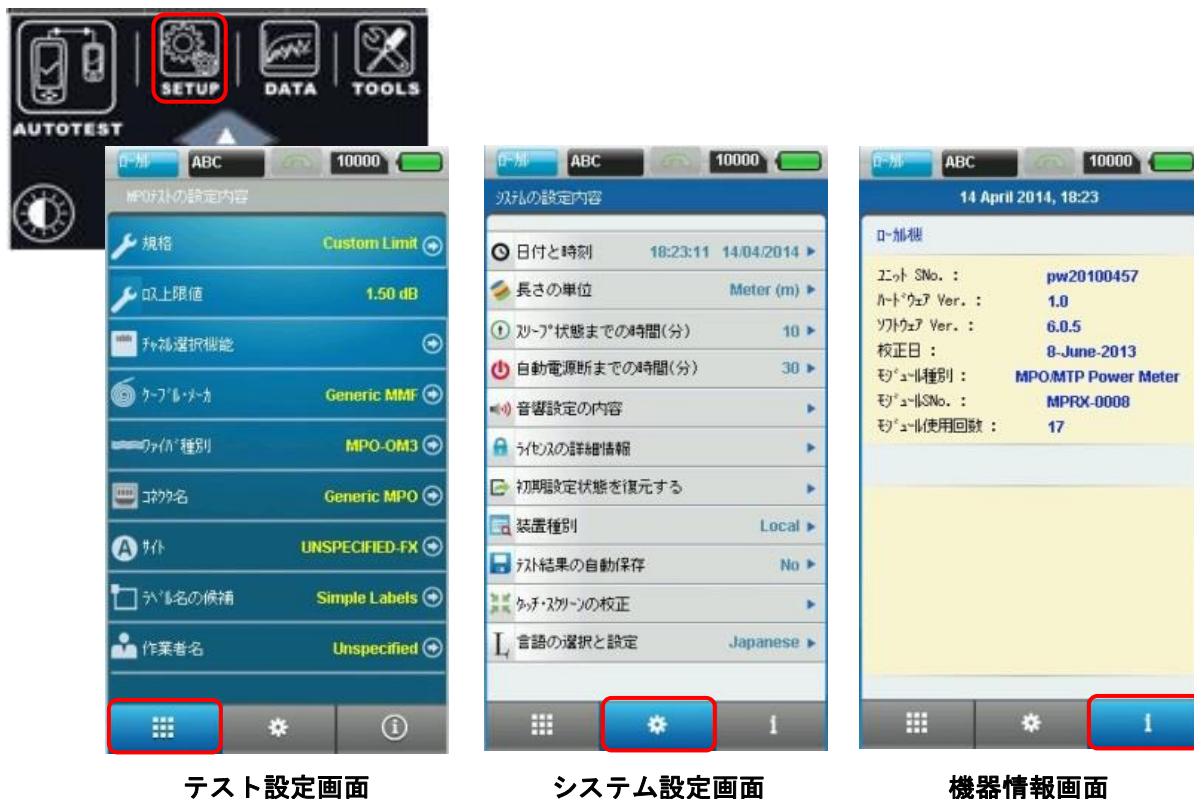 AUTOTEST
SETUP
DATA
TOOLS
ﾛｰｶﾙ ABC 10000
MPOﾃｽﾄの設定内容
規格 Custom Limit
ﾛｽ上限値 1.50 dB
ﾁｬﾈﾙ選択機能
ｹｰﾌﾞﾙ･ﾒｰｶ Generic MMF
ﾌｧｲﾊﾞ種別 MPO-OM3
ｺﾈｸﾀ名 Generic MPO
ｻｲﾄ UNSPECIFIED-FX
ﾗﾍﾞﾙ名の候補 Simple Labels
作業者名 Unspecified
テスト設定画面
ﾛｰｶﾙ ABC 10000
ｼｽﾃﾑの設定内容
日付と時刻 18:23:11 14/04/2014
長さの単位 Meter (m)
ｽﾘｰﾌﾟ状態までの時間(分) 10
自動電源断までの時間(分) 30
音響設定の内容
ﾗｲｾﾝｽの詳細情報
初期設定状態を復元する
装置種別 Local
ﾃｽﾄ結果の自動保存 No
ﾀｯﾁ･ｽｸﾘｰﾝの校正
言語の選択と設定 Japanese
システム設定画面
ﾛｰｶﾙ ABC 10000
14 April 2014, 18:23
ﾛｰｶﾙ機
ﾕﾆｯﾄ SNo. : pw20100457
ﾊｰﾄﾞｳｪｱ Ver. : 1.0
ｿﾌﾄｳｪｱ Ver. : 6.0.5
校正日 : 8-June-2013
ﾓｼﾞｭｰﾙ種別 : MPO/MTP Power Meter
ﾓｼﾞｭｰﾙSNo. : MPRX-0008
ﾓｼﾞｭｰﾙ使用回数 : 17
機器情報画面